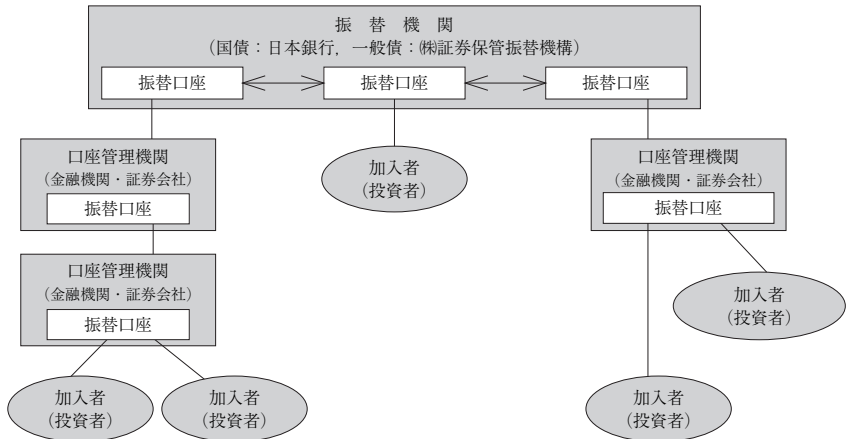 振替機関
(国債：日本銀行，一般債：㈱証券保管振替機構)
振替口座
振替口座
振替口座
口座管理機関
(金融機関・証券会社)
振替口座
加入者
(投資者)
口座管理機関
(金融機関・証券会社)
振替口座
口座管理機関
(金融機関・証券会社)
振替口座
加入者
(投資者)
加入者
(投資者)
加入者
(投資者)
加入者
(投資者)